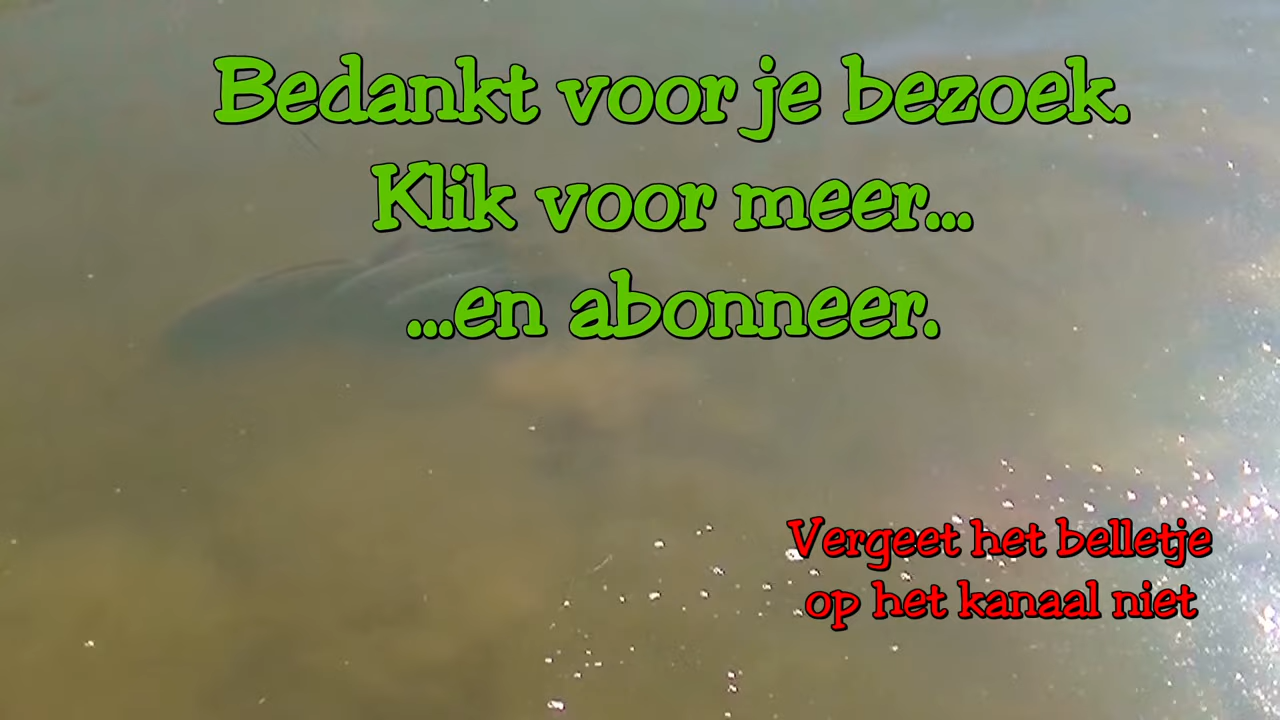 Bedankt voor je bezoek.
Klik voor meer...
...en abonneer.
Vergeet het belletje
op het kanaal niet